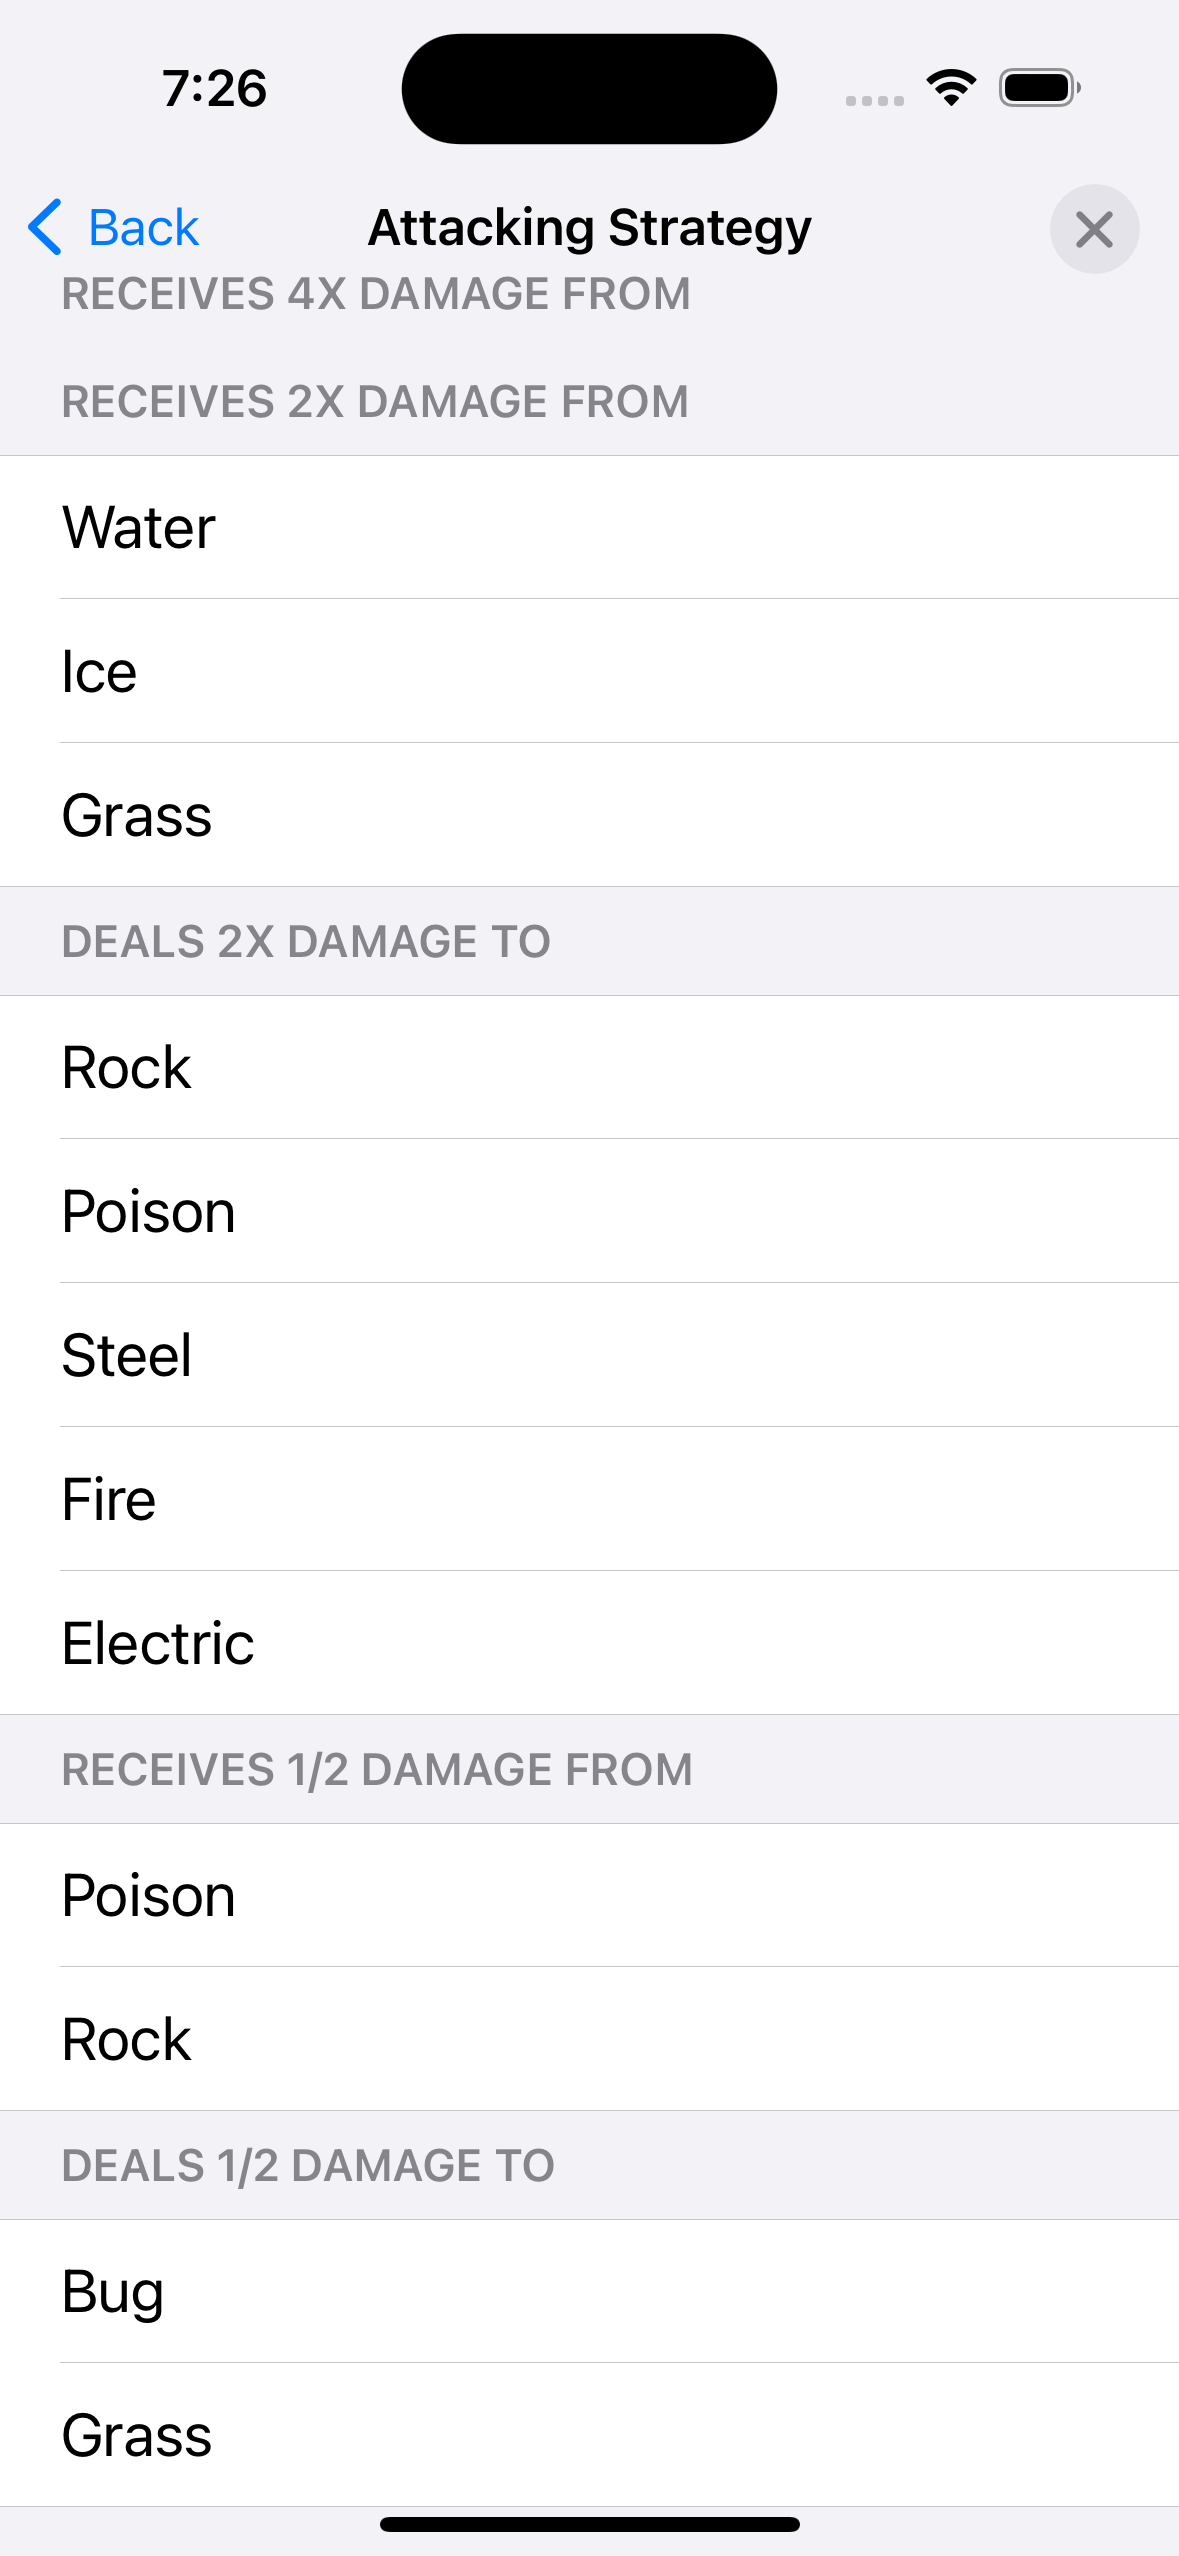 7:26
Back
Attacking Strategy
RECEIVES 4X DAMAGE FROM
RECEIVES 2X DAMAGE FROM
Water
Ice
Grass
DEALS 2X DAMAGE TO
Rock
Poison
Steel
Fire
Electric
RECEIVES 1/2 DAMAGE FROM
Poison
Rock
DEALS 1/2 DAMAGE TO
Bug
Grass